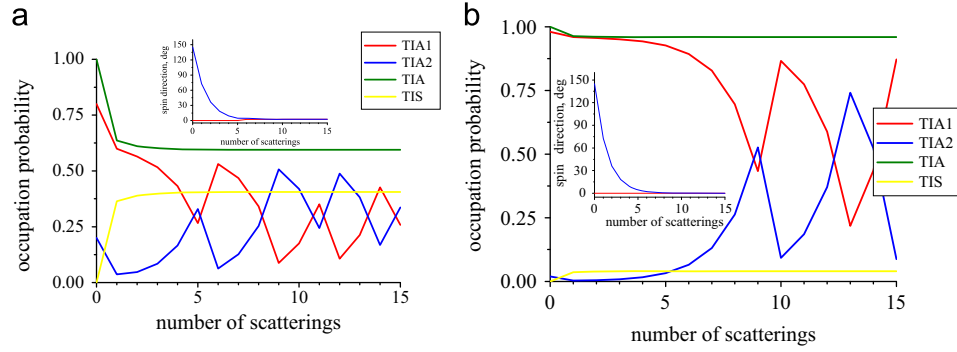 a
occupation probability
1.00
0.75
0.50
0.25
0.00
0
5
10
15
number of scatterings
spin direction, deg
150
120
90
60
30
0
0
5
10
15
number of scatterings
TIA1
TIA2
TIA
TIS
b
occupation probability
1.00
0.75
0.50
0.25
0.00
0
5
10
15
number of scatterings
spin direction, deg
150
120
90
60
30
0
0
5
10
15
number of scatterings
TIA1
TIA2
TIA
TIS